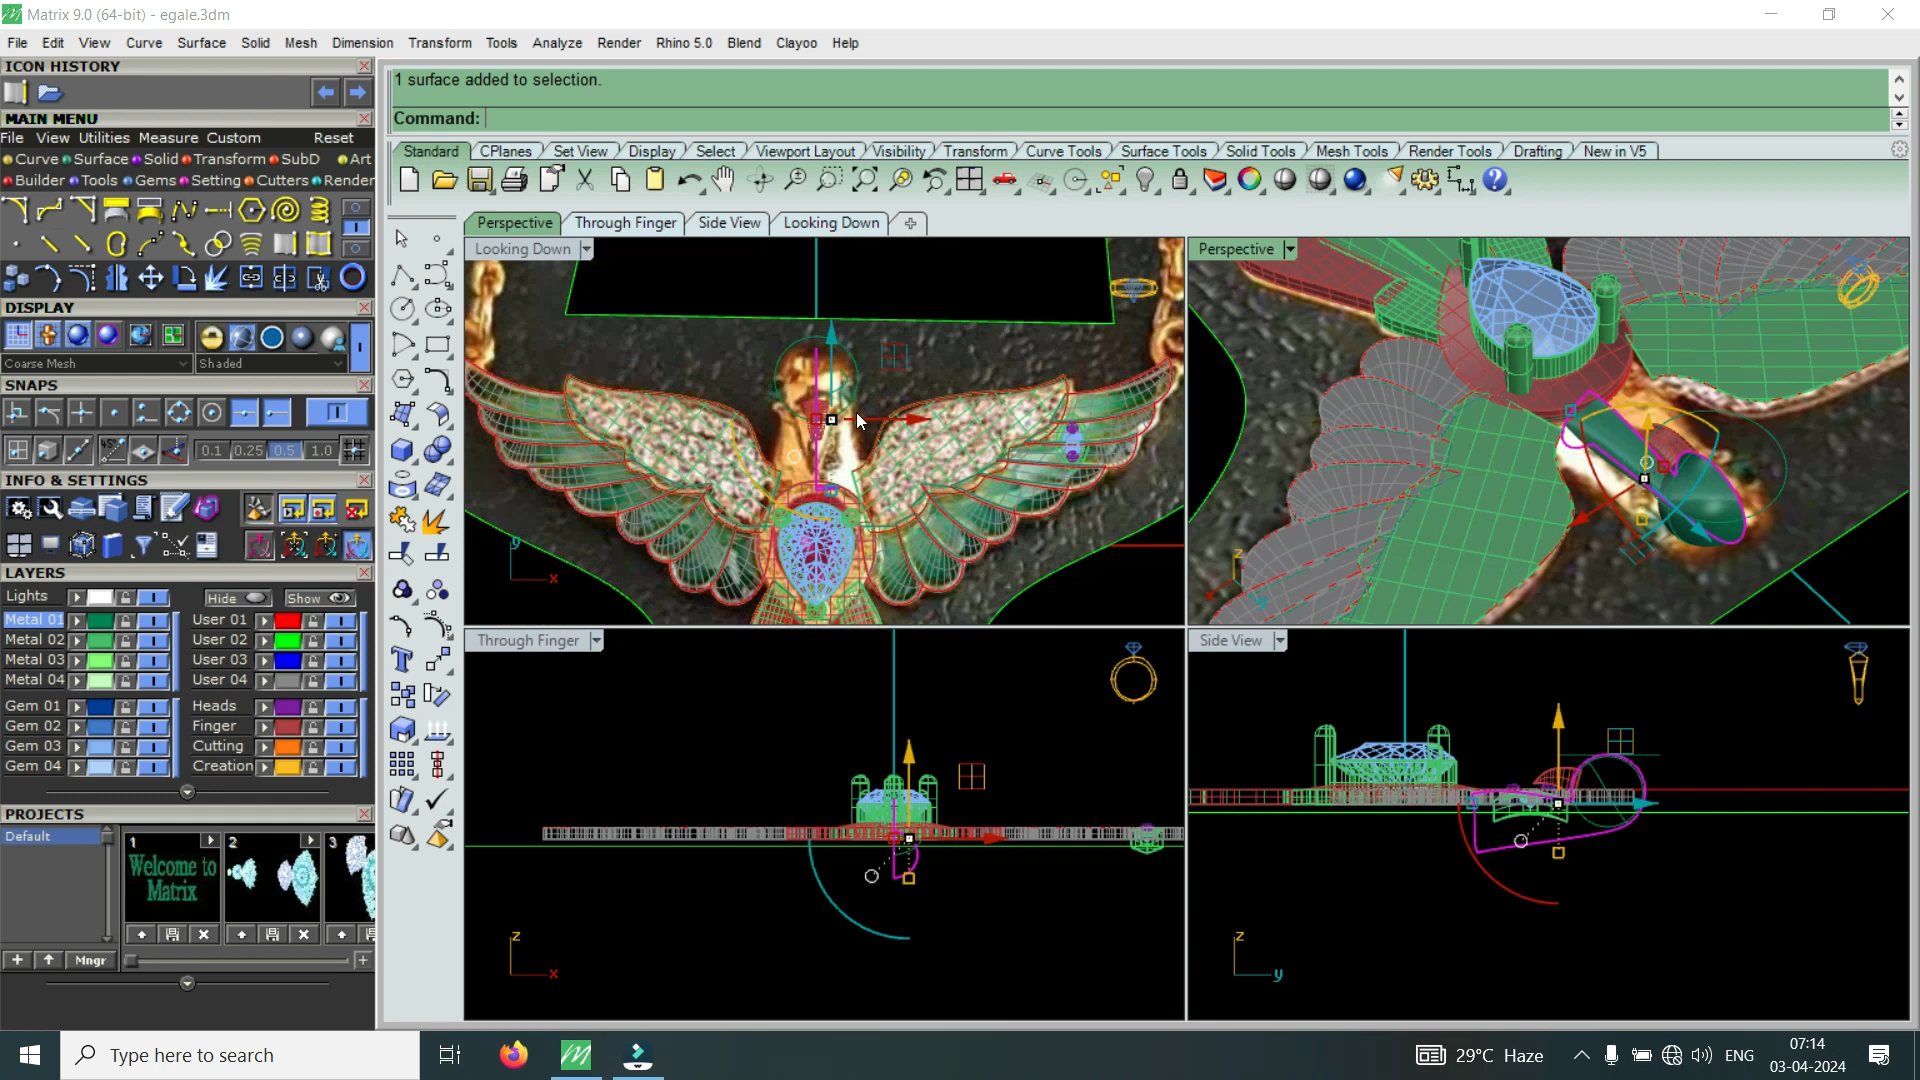 Matrix 9.0 (64-bit) - egale.3dm
File Edit View Curve Surface Solid Mesh Dimension Transform Tools Analyze Render Rhino 5.0 Blend Clayoo Help
ICON HISTORY
1 surface added to selection.
Command:
MAIN MENU
File View Utilities Measure Custom Reset
Curve Surface Solid Transform SubD Art
Builder Tools Gems Setting Cutters Render
Standard CPlanes Set View Display Select Viewport Layout Visibility Transform Curve Tools Surface Tools Solid Tools Mesh Tools Render Tools Drafting New in V5
Perspective Through Finger Side View Looking Down
Looking Down
Perspective
DISPLAY
Coarse Mesh Shaded
SNAPS
0.1 0.25 0.5 1.0
INFO & SETTINGS
LAYERS
Lights Hide Show
Metal 01 User 01
Metal 02 User 02
Metal 03 User 03
Metal 04 User 04
Gem 01 Heads
Gem 02 Finger
Gem 03 Cutting
Gem 04 Creation
Through Finger
Side View
PROJECTS
Default
1 2 3
Welcome to
Matrix
Mngr
y x
z y
z x
z y
Type here to search
29°C Haze
ENG
07:14
03-04-2024